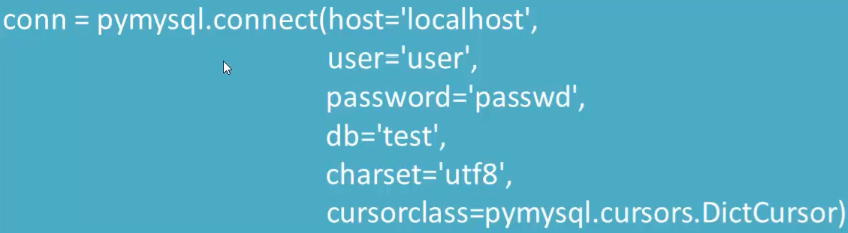 conn = pymysql.connect(host='localhost',
user='user',
password='passwd',
db='test',
charset='utf8',
cursorclass=pymysql.cursors.DictCursor)